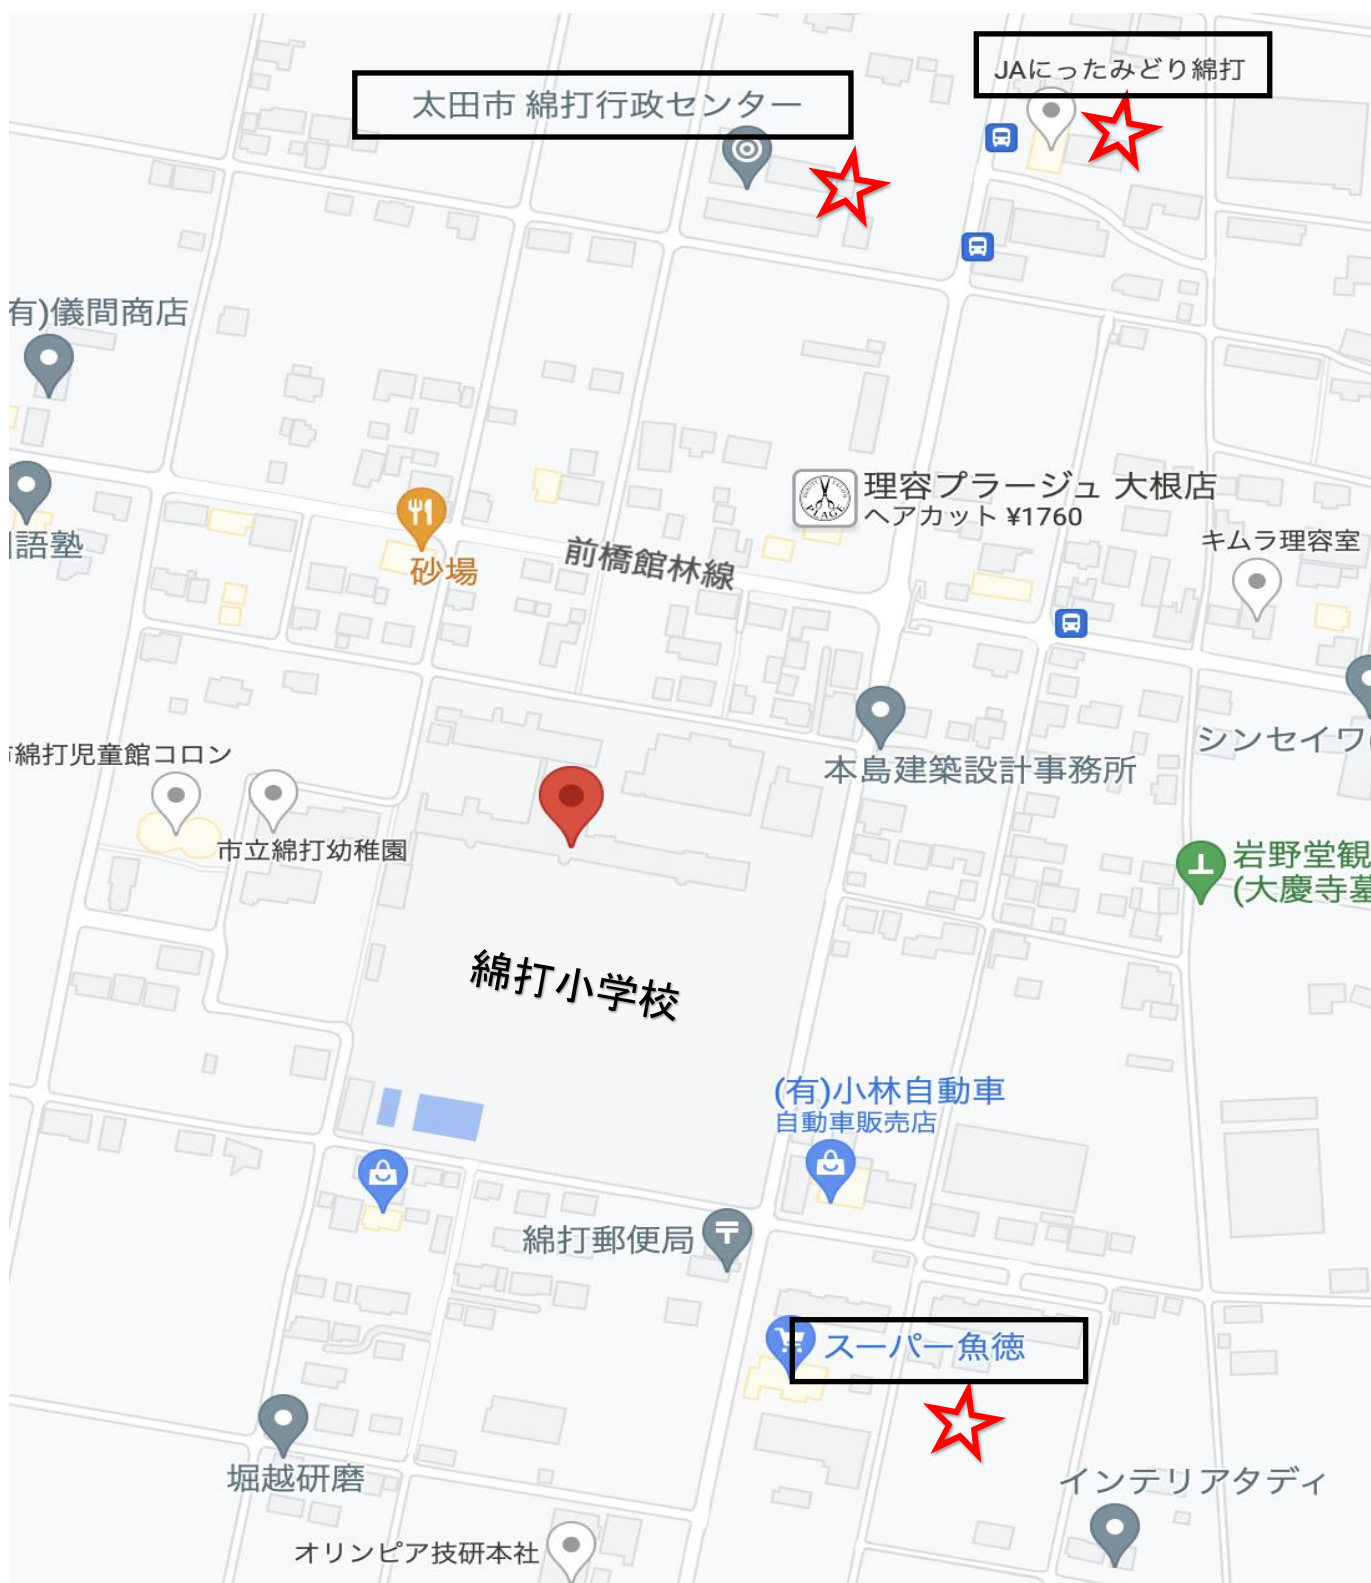 JAにったみどり綿打
太田市 綿打行政センター
有)儀間商店
理容プラージュ 大根店
ヘアカット ¥1760
PLAGE
語塾
砂場
前橋館林線
キムラ理容室
綿打児童館コロン
市立綿打幼稚園
本島建築設計事務所
シンセイワ
岩野堂観
(大慶寺墓
綿打小学校
(有)小林自動車
自動車販売店
綿打郵便局
スーパー魚徳
堀越研磨
インテリアタディ
オリンピア技研本社